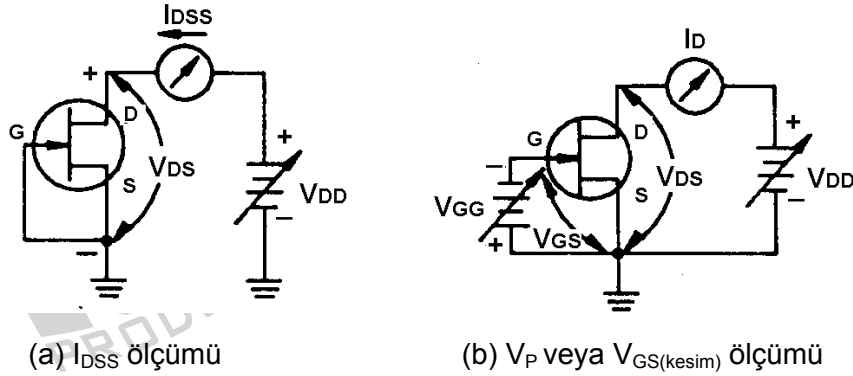 IDSS
+
D
G
VDS
S
+
VDD
–
–
(a) IDSS ölçümü
ID
D
G
–
VGG
+
VGS
S
VDS
+
VDD
–
(b) VP veya VGS(kesim) ölçümü